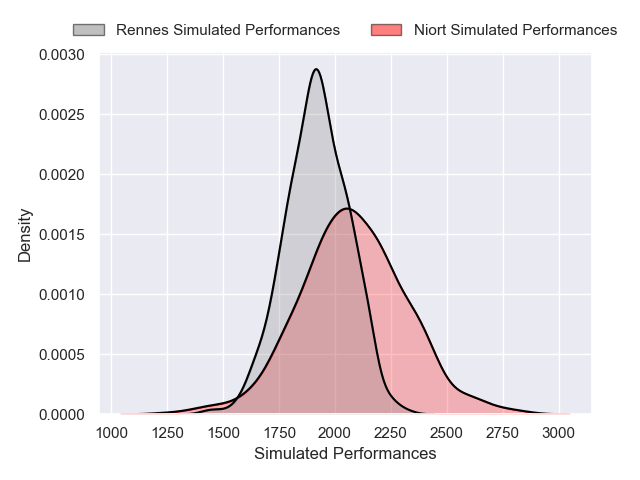 Rennes Simulated Performances Niort Simulated Performances
0.0030
0.0025
0.0020
0.0015
0.0010
0.0005
0.0000
Density
1000 1250 1500 1750 2000 2250 2500 2750 3000
Simulated Performances